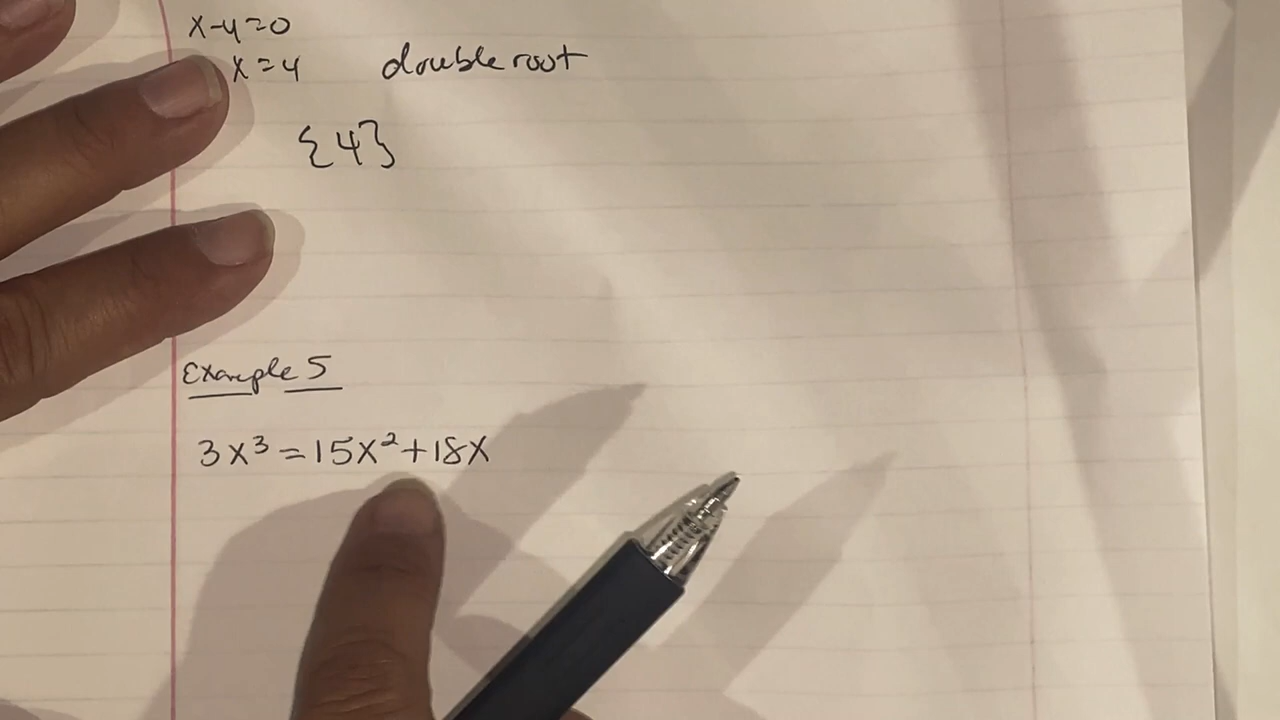 x-4=0
x=4 double root
{4}
Example 5
3x³=15x²+18x